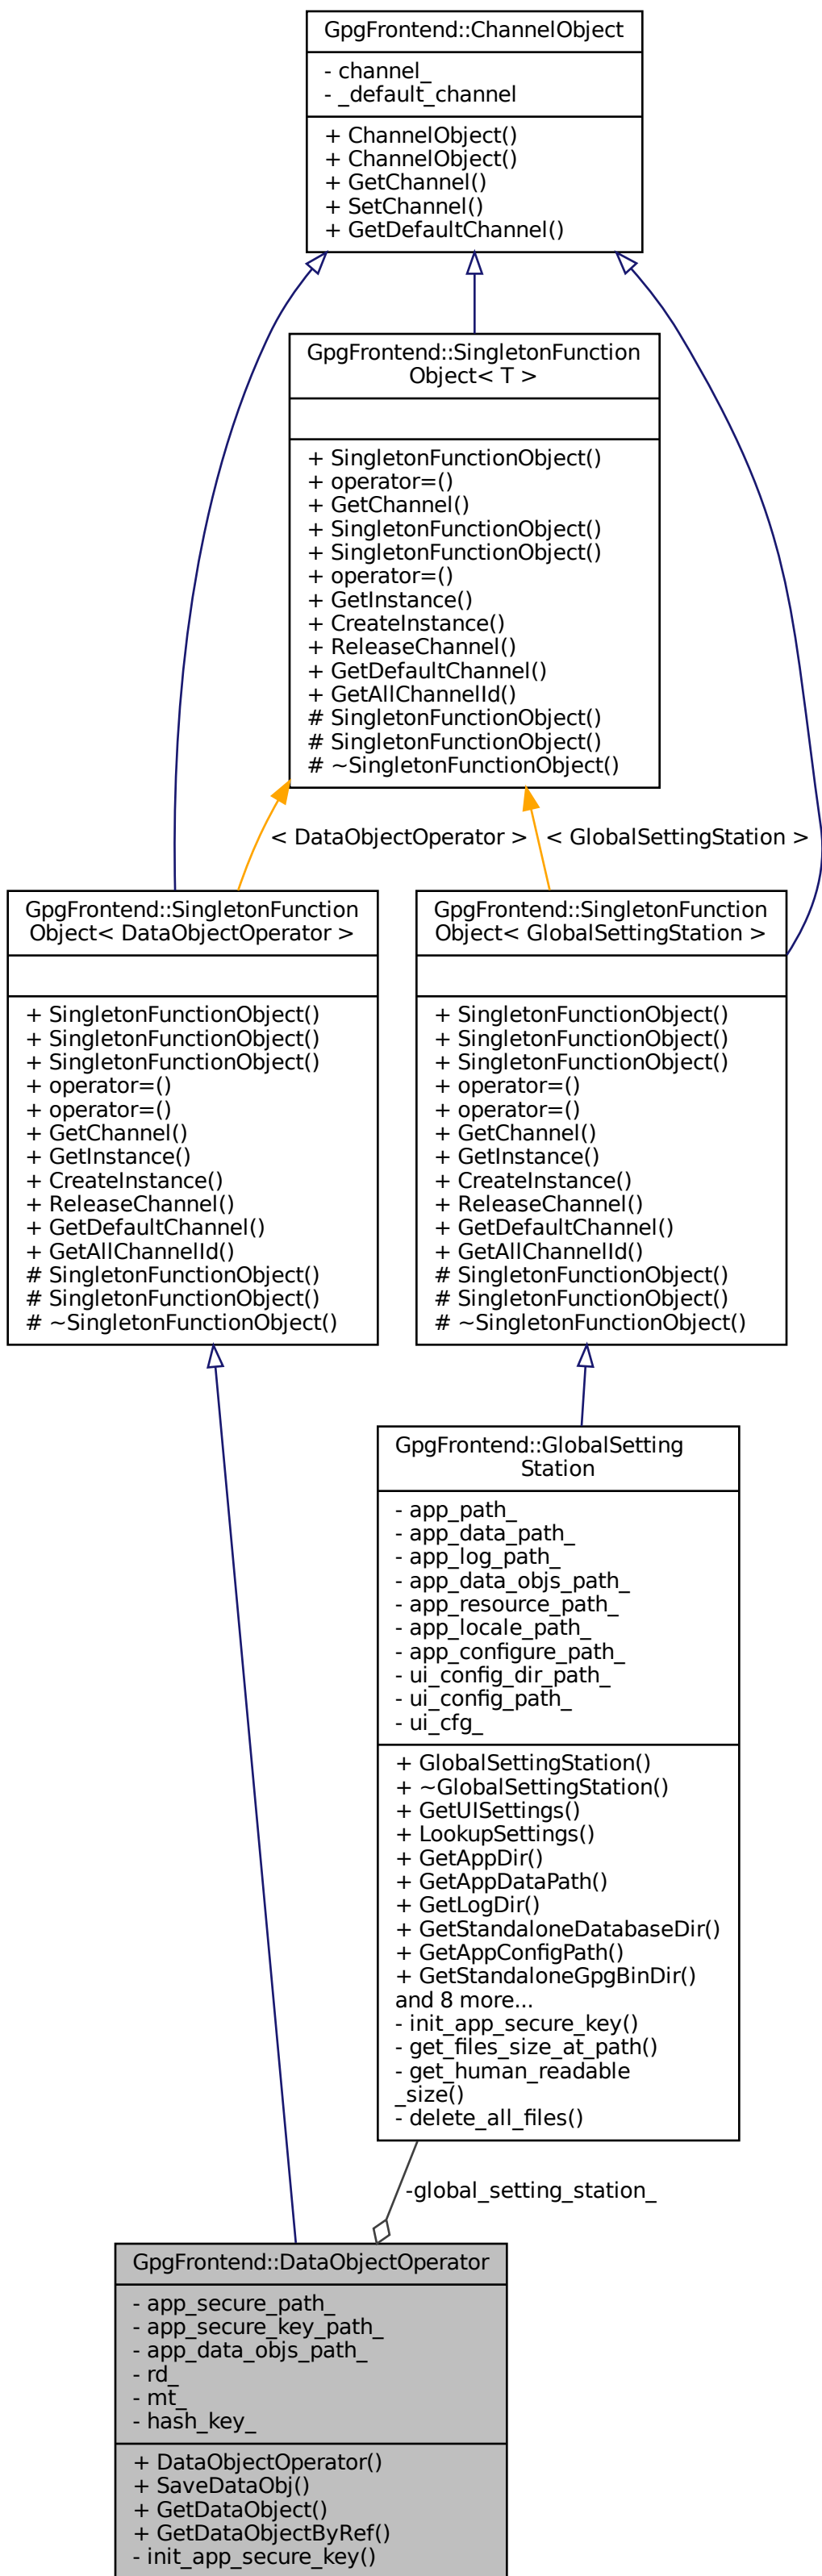 GpgFrontend::ChannelObject
- channel_
- _default_channel
+ ChannelObject()
+ ChannelObject()
+ GetChannel()
+ SetChannel()
+ GetDefaultChannel()
GpgFrontend::SingletonFunction
Object< T >
+ SingletonFunctionObject()
+ operator=()
+ GetChannel()
+ SingletonFunctionObject()
+ SingletonFunctionObject()
+ operator=()
+ GetInstance()
+ CreateInstance()
+ ReleaseChannel()
+ GetDefaultChannel()
+ GetAllChannelId()
# SingletonFunctionObject()
# SingletonFunctionObject()
# ~SingletonFunctionObject()
< DataObjectOperator >
< GlobalSettingStation >
GpgFrontend::SingletonFunction
Object< DataObjectOperator >
+ SingletonFunctionObject()
+ SingletonFunctionObject()
+ SingletonFunctionObject()
+ operator=()
+ operator=()
+ GetChannel()
+ GetInstance()
+ CreateInstance()
+ ReleaseChannel()
+ GetDefaultChannel()
+ GetAllChannelId()
# SingletonFunctionObject()
# SingletonFunctionObject()
# ~SingletonFunctionObject()
GpgFrontend::SingletonFunction
Object< GlobalSettingStation >
+ SingletonFunctionObject()
+ SingletonFunctionObject()
+ SingletonFunctionObject()
+ operator=()
+ operator=()
+ GetChannel()
+ GetInstance()
+ CreateInstance()
+ ReleaseChannel()
+ GetDefaultChannel()
+ GetAllChannelId()
# SingletonFunctionObject()
# SingletonFunctionObject()
# ~SingletonFunctionObject()
GpgFrontend::GlobalSetting
Station
- app_path_
- app_data_path_
- app_log_path_
- app_data_objs_path_
- app_resource_path_
- app_locale_path_
- app_configure_path_
- ui_config_dir_path_
- ui_config_path_
- ui_cfg_
+ GlobalSettingStation()
+ ~GlobalSettingStation()
+ GetUISettings()
+ LookupSettings()
+ GetAppDir()
+ GetAppDataPath()
+ GetLogDir()
+ GetStandaloneDatabaseDir()
+ GetAppConfigPath()
+ GetStandaloneGpgBinDir()
and 8 more...
- init_app_secure_key()
- get_files_size_at_path()
- get_human_readable
_size()
- delete_all_files()
-global_setting_station_
GpgFrontend::DataObjectOperator
- app_secure_path_
- app_secure_key_path_
- app_data_objs_path_
- rd_
- mt_
- hash_key_
+ DataObjectOperator()
+ SaveDataObj()
+ GetDataObject()
+ GetDataObjectByRef()
- init_app_secure_key()